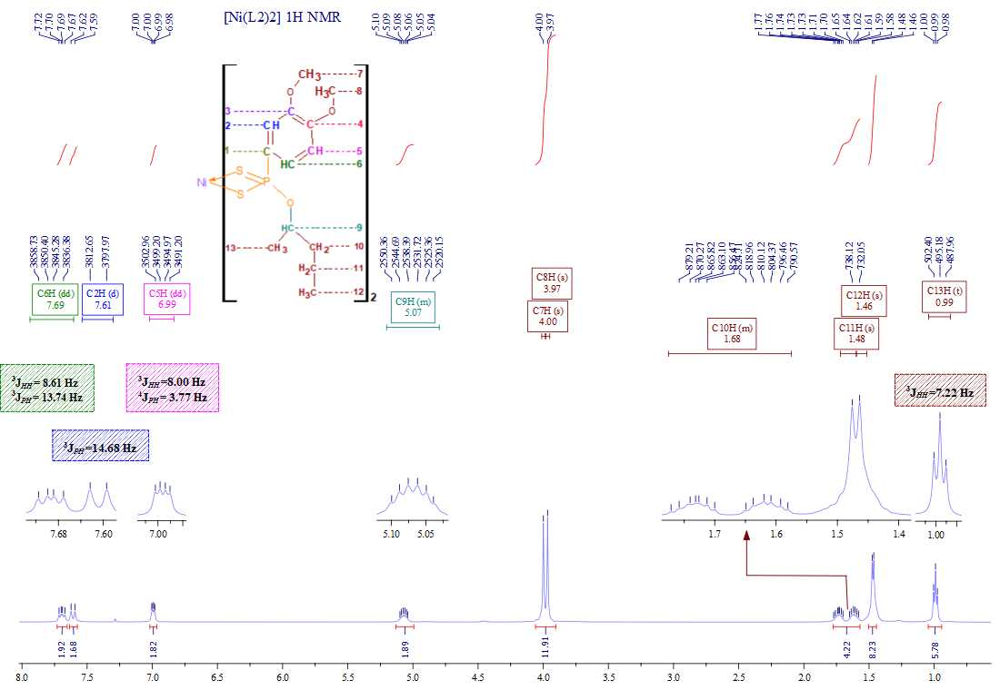 [Ni(L2)2] 1H NMR
7.72
7.70
7.69
7.67
7.62
7.59
7.00
7.00
6.99
6.98
5.10
5.09
5.08
5.06
5.05
5.04
4.00
3.97
1.77
1.76
1.74
1.73
1.73
1.71
1.70
1.65
1.64
1.62
1.61
1.59
1.58
1.48
1.46
1.00
0.99
0.98
CH3 7
O H3C 8
3 C O
2 CH C 4
1 C CH 5
HC 6
S
Ni P
S
O
HC 9
13 CH3 CH2 10
H2C 11
H3C 12
2
3858.73
3850.40
3845.28
3836.38
3812.65
3797.97
3502.96
3499.20
3494.97
3491.20
2550.36
2544.69
2538.39
2531.72
2525.36
2520.15
879.21
870.27
865.82
863.10
818.96
810.12
804.37
796.46
790.57
738.12
732.05
502.40
495.18
487.96
C6H (dd)
7.69
C2H (d)
7.61
C5H (dd)
6.99
C9H (m)
5.07
C8H (s)
3.97
C7H (s)
4.00
C10H (m)
1.68
C12H (s)
1.46
C11H (s)
1.48
C13H (t)
0.99
³J_HH = 8.61 Hz
³J_PH = 13.74 Hz
³J_HH=8.00 Hz
⁴J_PH = 3.77 Hz
³J_PH=14.68 Hz
³J_HH=7.22 Hz
7.68 7.60
7.00
5.10 5.05
1.7 1.6 1.5 1.4
1.00
1.92
1.68
1.82
1.89
11.91
4.22
8.23
5.78
8.0 7.5 7.0 6.5 6.0 5.5 5.0 4.5 4.0 3.5 3.0 2.5 2.0 1.5 1.0